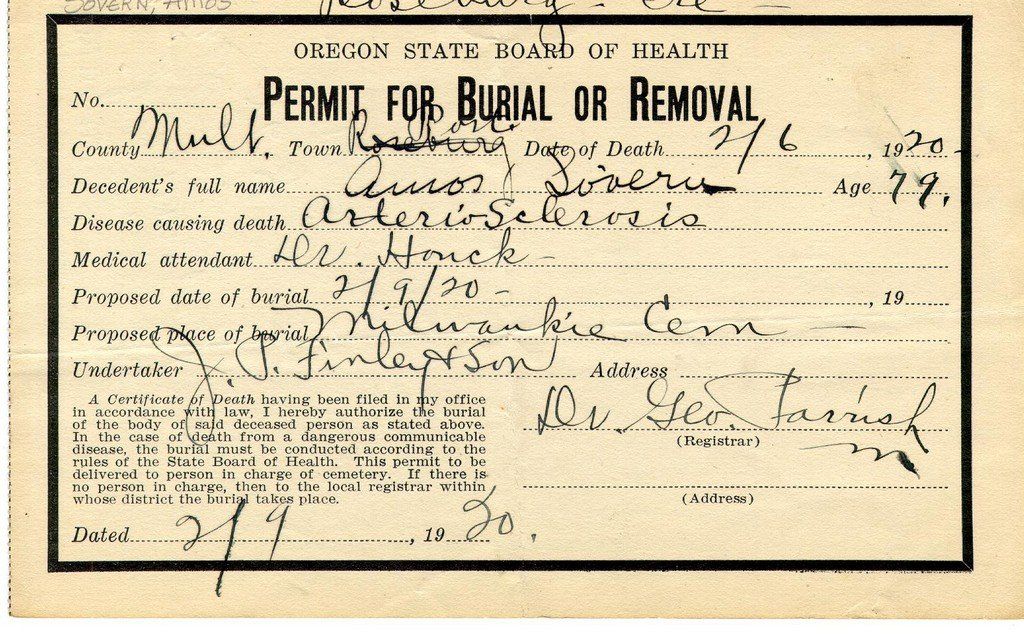 SOVERN, AMOS
Roseburg - Ore -
OREGON STATE BOARD OF HEALTH
No.
PERMIT FOR BURIAL OR REMOVAL
Port.
County Mult. Town Roseburg Date of Death 2/6, 1920-
Decedent's full name Amos Sovern Age 79.
Disease causing death ArterioSclerosis
Medical attendant Dr. Houck-
Proposed date of burial 2/9/20-, 19
Proposed place of burial Milwaukie Cem -
Undertaker J. P. Finley & Son Address
A Certificate of Death having been filed in my office
in accordance with law, I hereby authorize the burial
of the body of said deceased person as stated above.
In the case of death from a dangerous communicable
disease, the burial must be conducted according to the
rules of the State Board of Health. This permit to be
delivered to person in charge of cemetery. If there is
no person in charge, then to the local registrar within
whose district the burial takes place.
Dr. Geo. Parrish
(Registrar)
m
(Address)
Dated 2/9, 1920.